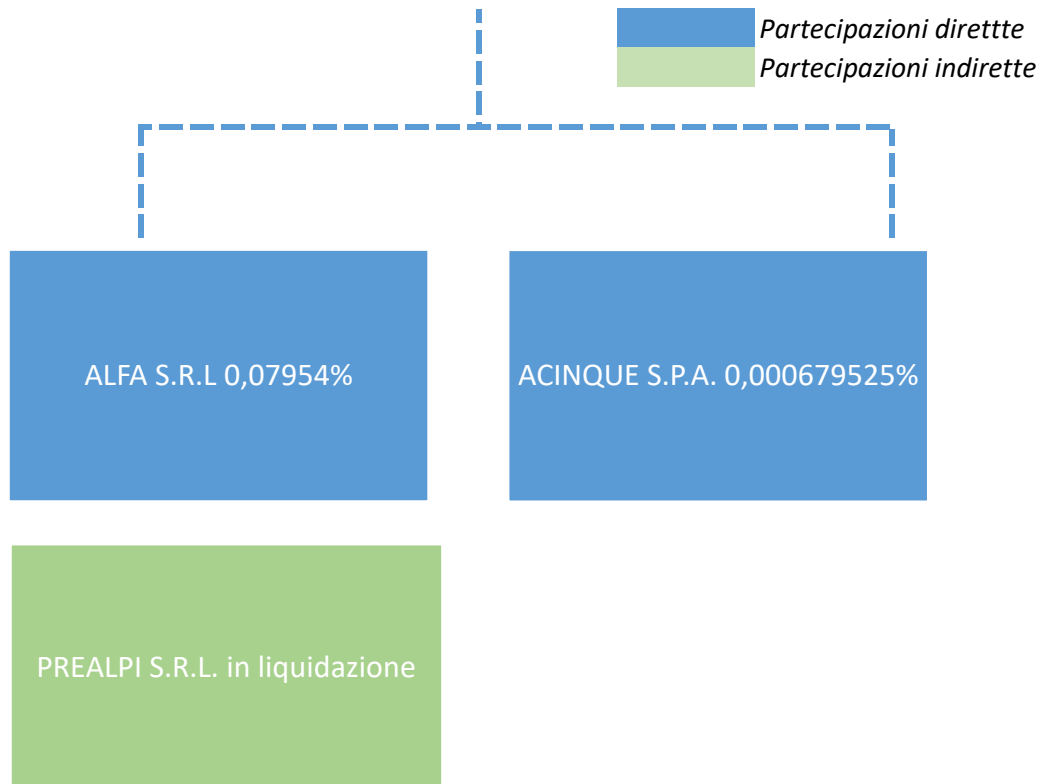 Partecipazioni direttte
Partecipazioni indirette
ALFA S.R.L 0,07954%
ACINQUE S.P.A. 0,000679525%
PREALPI S.R.L. in liquidazione